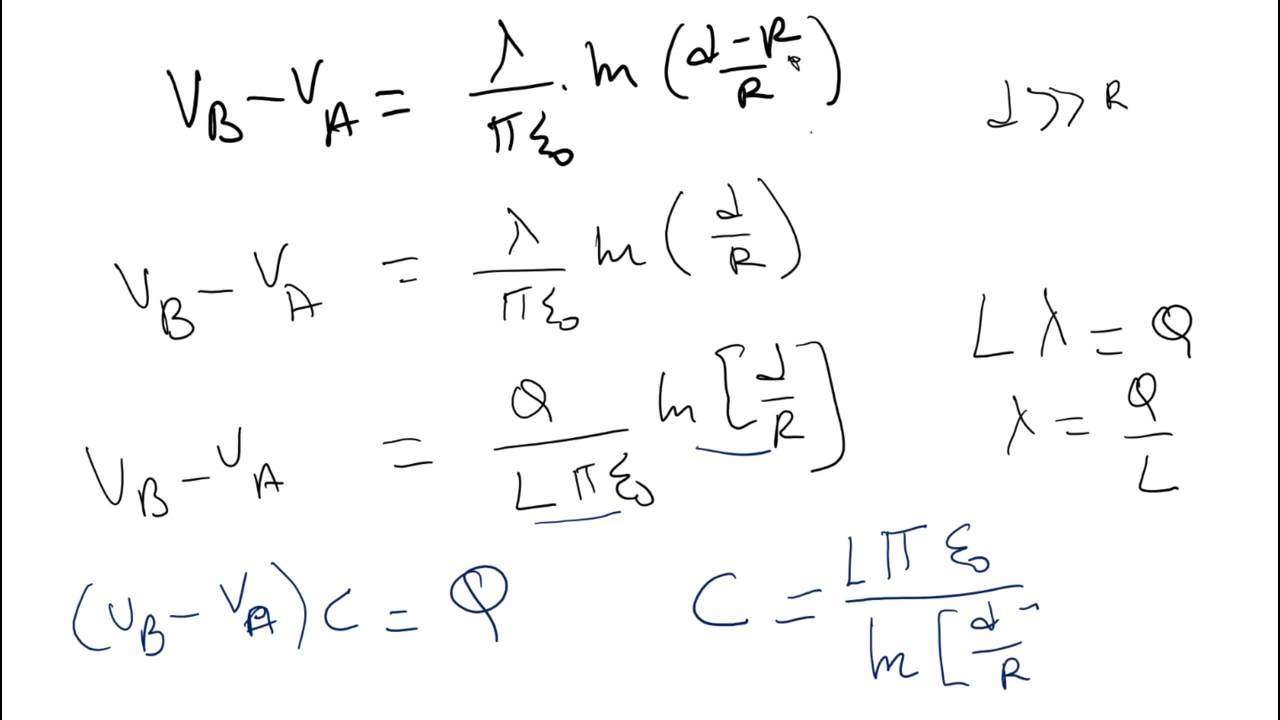 V_B − V_A = λ/(πε₀) · ln((d−R)/R)
d >> R
V_B − V_A = λ/(πε₀) ln(d/R)
Lλ = Q
V_B − V_A = Q/(Lπε₀) ln[d/R]
λ = Q/L
(V_B − V_A)C = Q
C = Lπε₀/ln[d/R